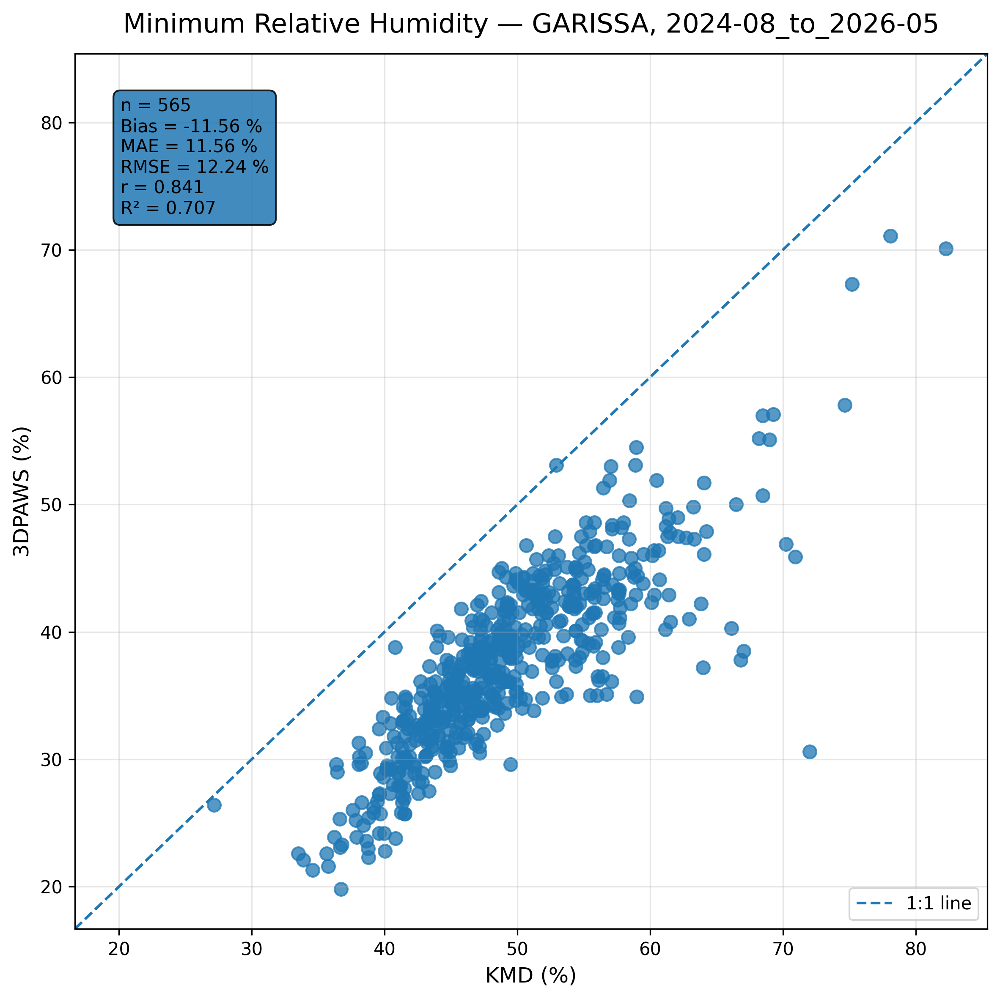 Minimum Relative Humidity — GARISSA, 2024-08_to_2026-05
n = 565
Bias = -11.56 %
MAE = 11.56 %
RMSE = 12.24 %
r = 0.841
R² = 0.707
80
70
60
50
40
30
20
3DPAWS (%)
1:1 line
20 30 40 50 60 70 80
KMD (%)